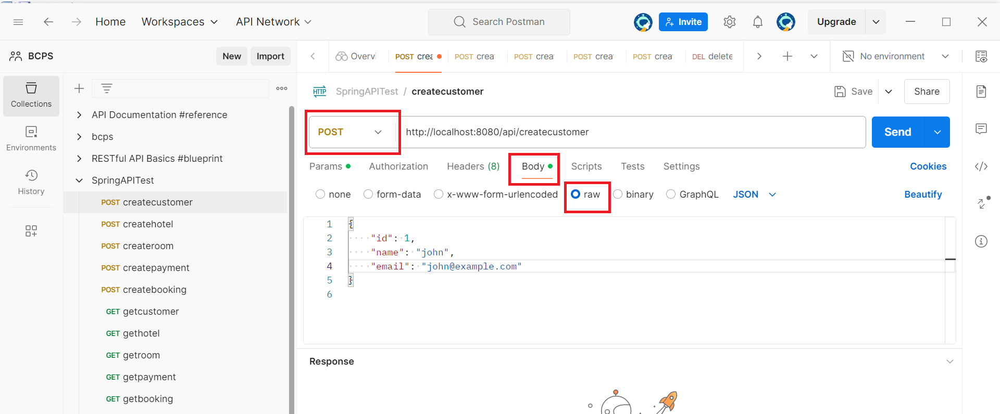 Home Workspaces API Network Search Postman Invite Upgrade
BCPS New Import
Overvi POST crea POST crea POST crea POST crea POST crea DEL delete No environment
Collections
Environments
History
API Documentation #reference
bcps
RESTful API Basics #blueprint
SpringAPITest
POST createcustomer
POST createhotel
POST createroom
POST createpayment
POST createbooking
GET getcustomer
GET gethotel
GET getroom
GET getpayment
GET getbooking
HTTP SpringAPITest / createcustomer Save Share
POST http://localhost:8080/api/createcustomer Send
Params Authorization Headers (8) Body Scripts Tests Settings Cookies
none form-data x-www-form-urlencoded raw binary GraphQL JSON Beautify
1 {
2 "id": 1,
3 "name": "john",
4 "email": "john@example.com"
5 }
6
Response